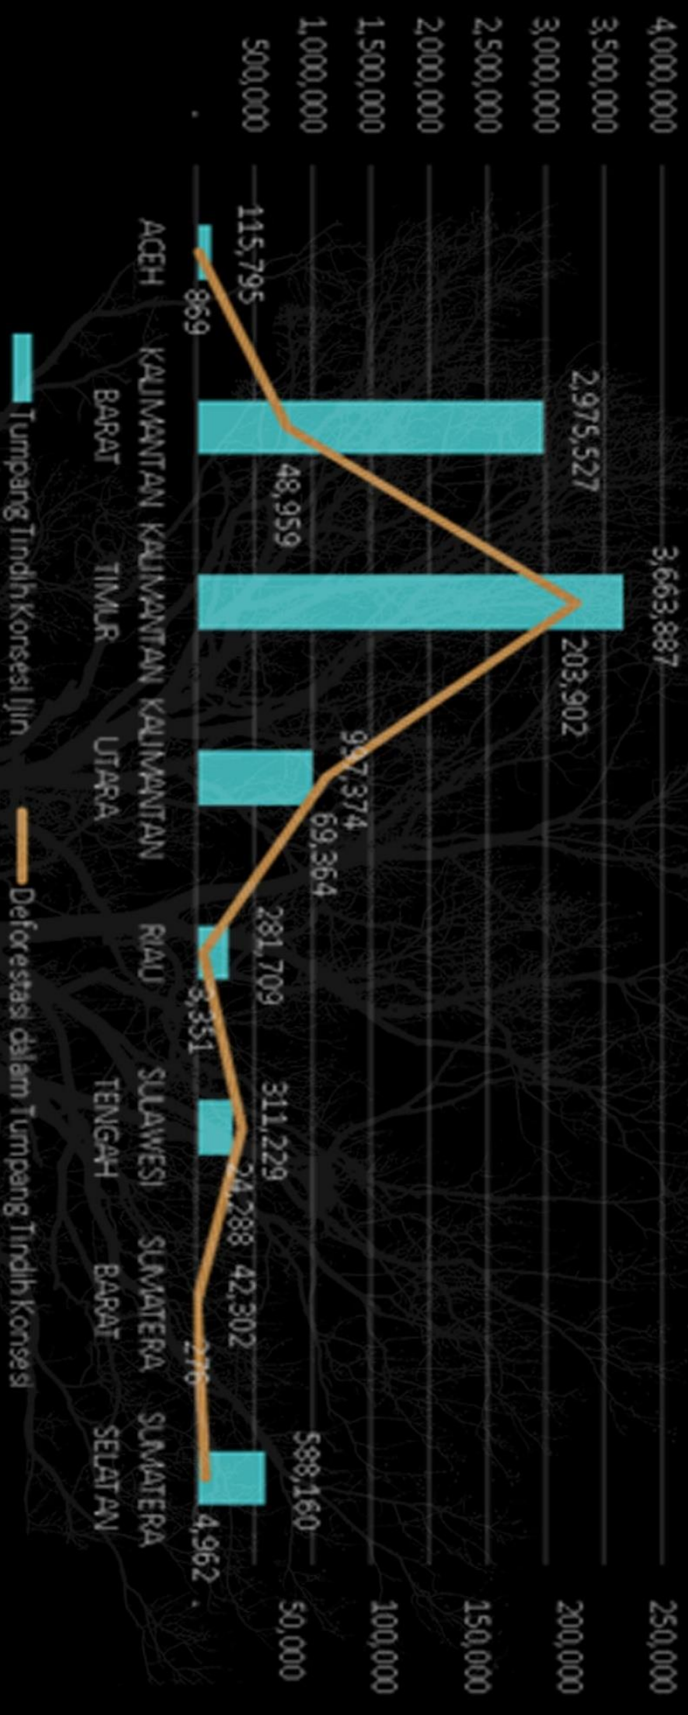 4,000,000
3,500,000
3,000,000
2,500,000
2,000,000
1,500,000
1,000,000
500,000
-
250,000
200,000
150,000
100,000
50,000
-
115,795
2,975,527
3,663,887
997,374
281,709
311,229
42,302
588,160
869
48,959
203,902
69,364
3,351
24,288
276
4,962
ACEH
KALIMANTAN
BARAT
KALIMANTAN
TIMUR
KALIMANTAN
UTARA
RIAU
SULAWESI
TENGAH
SUMATERA
BARAT
SUMATERA
SELATAN
Tumpang Tindih Konsesi Ijin
Deforestasi dalam Tumpang Tindih Konsesi